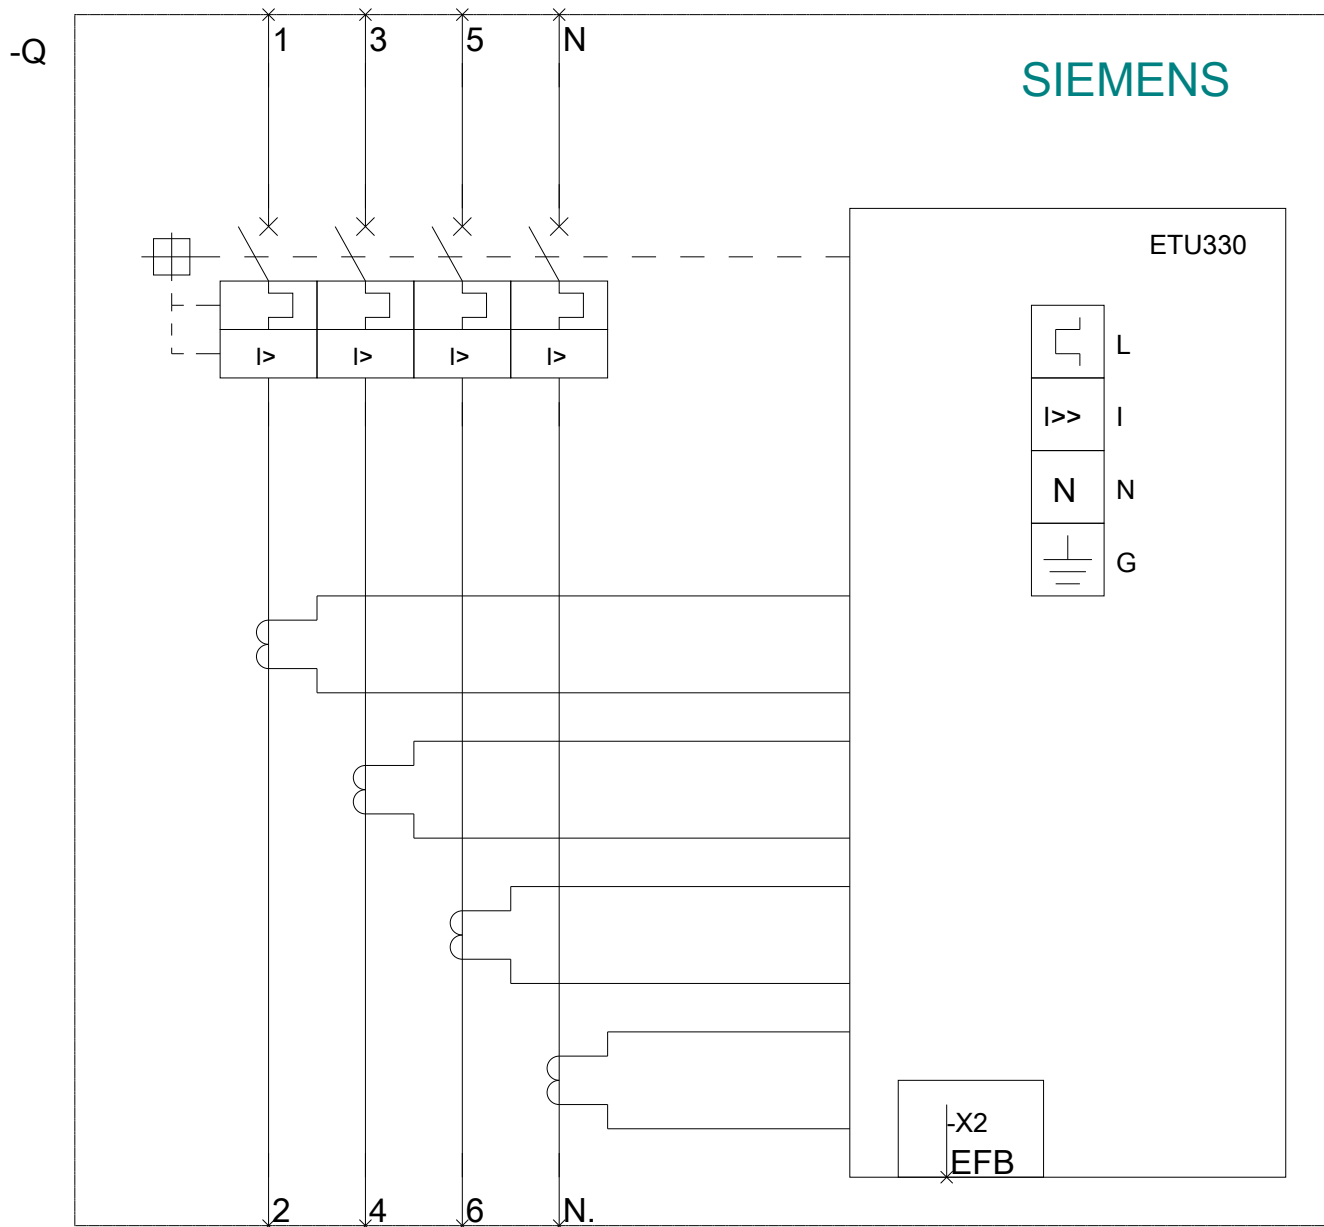 1 3 5 N
-Q
SIEMENS
ETU330
I> I> I> I>
L
I>> I
N N
G
-X2
EFB
2 4 6 N.